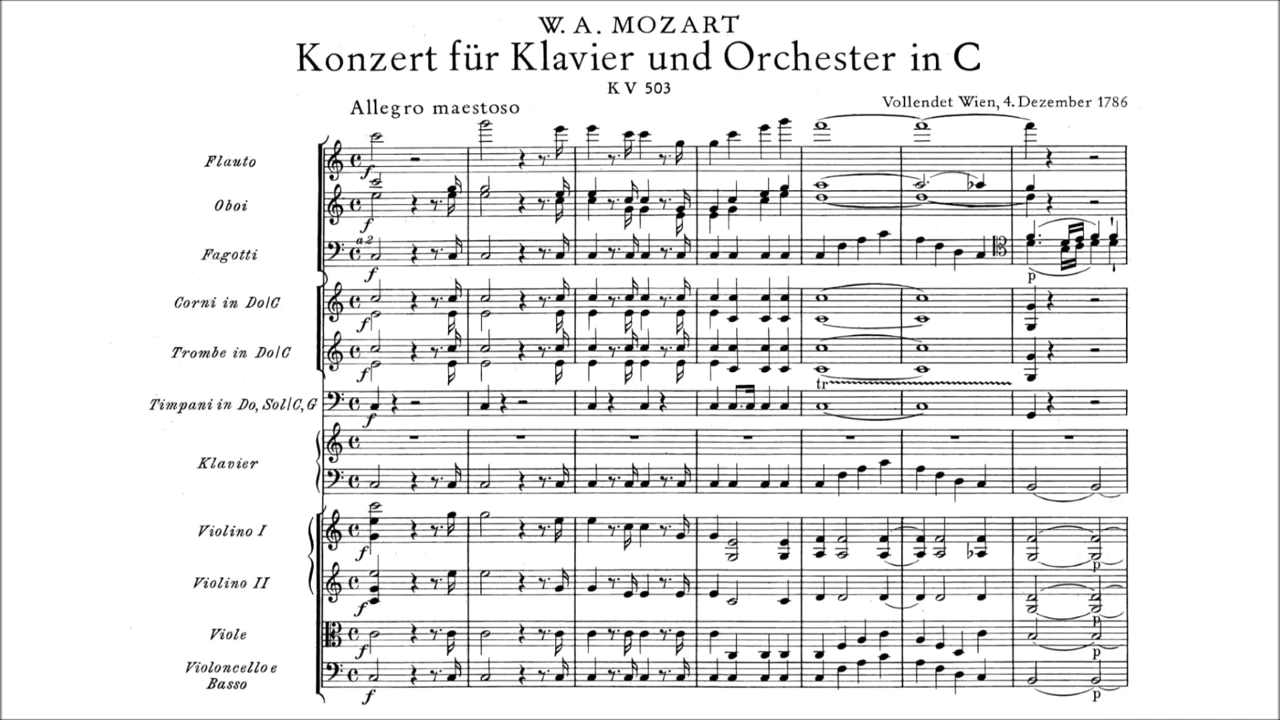 W. A. MOZART
Konzert für Klavier und Orchester in C
KV 503
Allegro maestoso
Vollendet Wien, 4. Dezember 1786
Flauto
f
Oboi
f
a 2
Fagotti
f
p
Corni in Do/C
f
Trombe in Do/C
f
tr
Timpani in Do, Sol/C, G
f
Klavier
Violino I
f
p
Violino II
f
p
Viole
f
p
Violoncello e
Basso
f
p